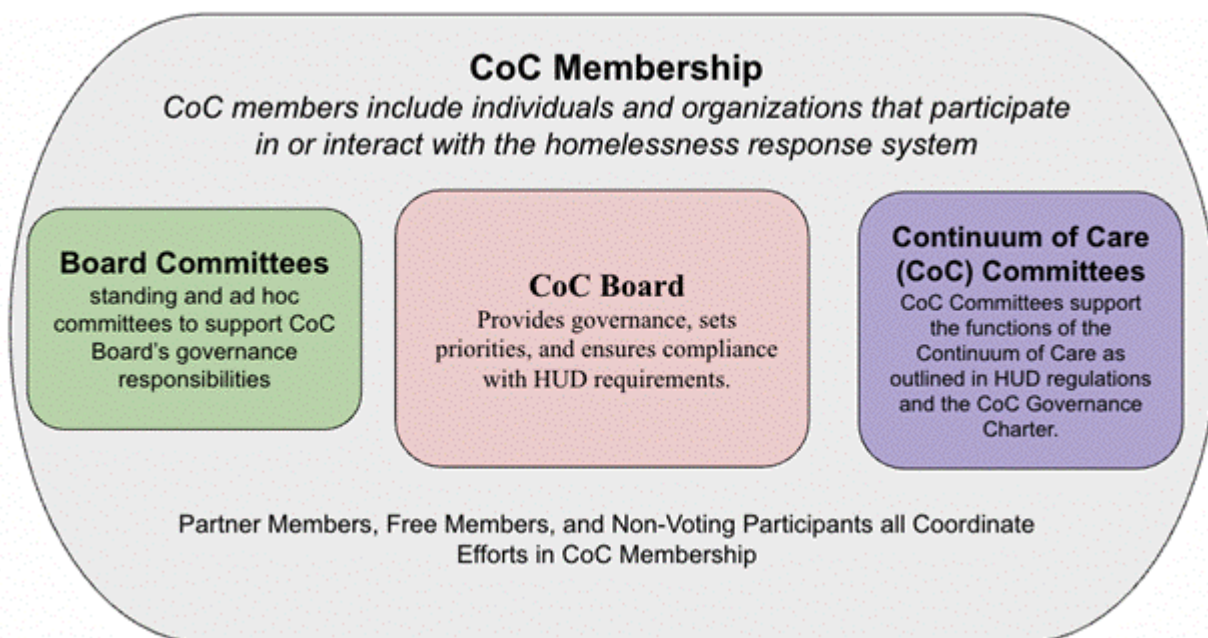 CoC Membership
CoC members include individuals and organizations that participate
in or interact with the homelessness response system
Board Committees
standing and ad hoc
committees to support CoC
Board's governance
responsibilities
CoC Board
Provides governance, sets
priorities, and ensures compliance
with HUD requirements.
Continuum of Care
(CoC) Committees
CoC Committees support
the functions of the
Continuum of Care as
outlined in HUD regulations
and the CoC Governance
Charter.
Partner Members, Free Members, and Non-Voting Participants all Coordinate
Efforts in CoC Membership